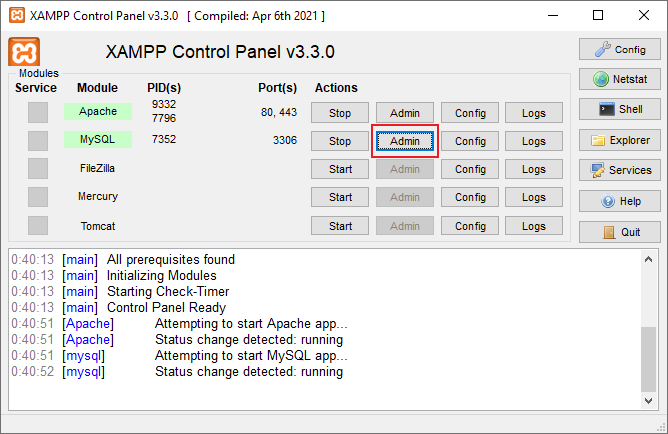 XAMPP Control Panel v3.3.0 [ Compiled: Apr 6th 2021 ]
XAMPP Control Panel v3.3.0
Config
Modules
Service Module PID(s) Port(s) Actions
Netstat
Apache 9332 7796 80, 443 Stop Admin Config Logs
Shell
MySQL 7352 3306 Stop Admin Config Logs
Explorer
FileZilla Start Admin Config Logs
Services
Mercury Start Admin Config Logs
Help
Tomcat Start Admin Config Logs
Quit
0:40:13 [main] All prerequisites found
0:40:13 [main] Initializing Modules
0:40:13 [main] Starting Check-Timer
0:40:13 [main] Control Panel Ready
0:40:51 [Apache] Attempting to start Apache app...
0:40:51 [Apache] Status change detected: running
0:40:51 [mysql] Attempting to start MySQL app...
0:40:52 [mysql] Status change detected: running